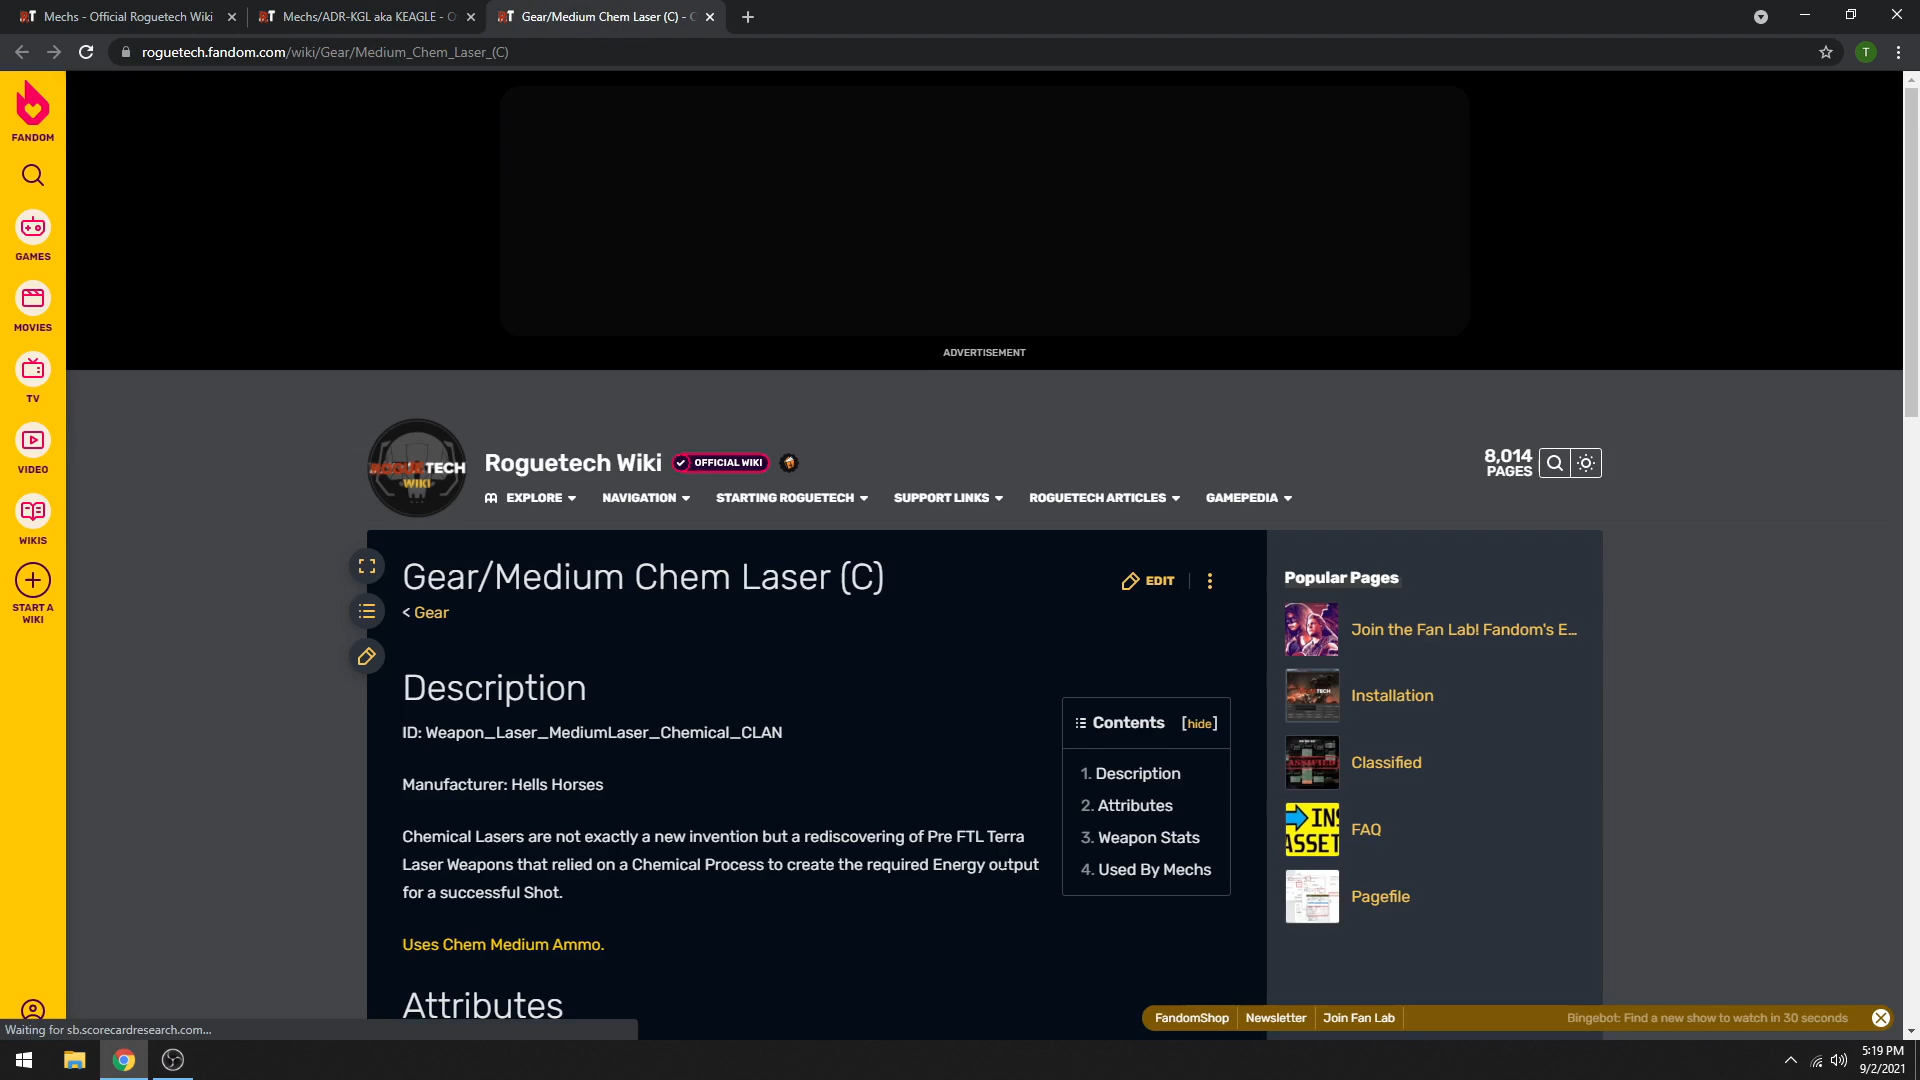 Mechs - Official Roguetech Wiki
Mechs/ADR-KGL aka KEAGLE - O
Gear/Medium Chem Laser (C) - O
roguetech.fandom.com/wiki/Gear/Medium_Chem_Laser_(C)
T
FANDOM
GAMES
MOVIES
TV
VIDEO
WIKIS
START A
WIKI
ADVERTISEMENT
ROGUETECH
WIKI
Roguetech Wiki
OFFICIAL WIKI
8,014
PAGES
EXPLORE
NAVIGATION
STARTING ROGUETECH
SUPPORT LINKS
ROGUETECH ARTICLES
GAMEPEDIA
Gear/Medium Chem Laser (C)
< Gear
EDIT
Description
ID: Weapon_Laser_MediumLaser_Chemical_CLAN
Manufacturer: Hells Horses
Chemical Lasers are not exactly a new invention but a rediscovering of Pre FTL Terra
Laser Weapons that relied on a Chemical Process to create the required Energy output
for a successful Shot.
Uses Chem Medium Ammo.
Attributes
Contents [hide]
1. Description
2. Attributes
3. Weapon Stats
4. Used By Mechs
Popular Pages
Join the Fan Lab! Fandom's E...
Installation
Classified
FAQ
Pagefile
FandomShop
Newsletter
Join Fan Lab
Bingebot: Find a new show to watch in 30 seconds
Waiting for sb.scorecardresearch.com...
5:19 PM
9/2/2021